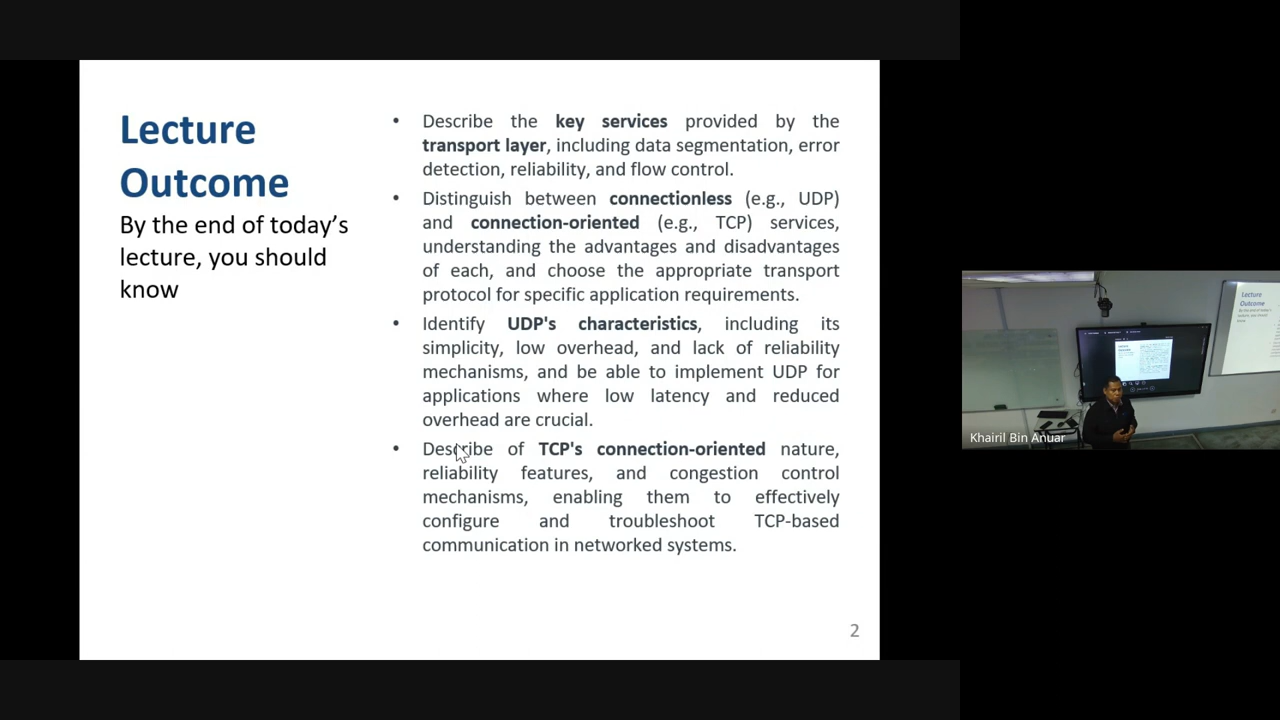 Lecture
Outcome
By the end of today's
lecture, you should
know
• Describe the key services provided by the
transport layer, including data segmentation, error
detection, reliability, and flow control.
• Distinguish between connectionless (e.g., UDP)
and connection-oriented (e.g., TCP) services,
understanding the advantages and disadvantages
of each, and choose the appropriate transport
protocol for specific application requirements.
• Identify UDP's characteristics, including its
simplicity, low overhead, and lack of reliability
mechanisms, and be able to implement UDP for
applications where low latency and reduced
overhead are crucial.
• Describe of TCP's connection-oriented nature,
reliability features, and congestion control
mechanisms, enabling them to effectively
configure and troubleshoot TCP-based
communication in networked systems.
2
Lecture
Outcome
Khairil Bin Anuar